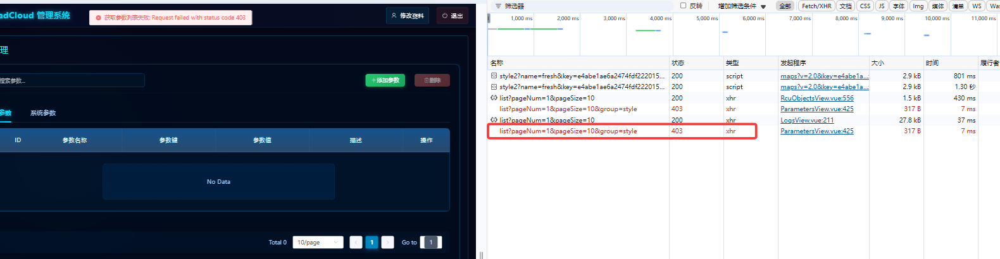 adCloud 管理系统
获取参数列表失败: Request failed with status code 403
修改资料
退出
理
搜索参数...
+添加参数
删除
参数
系统参数
ID 参数名称 参数键 参数值 描述 操作
No Data
Total 0 10/page 1 Go to 1
筛选器 反转 增加筛选条件 全部 Fetch/XHR 文档 CSS JS 字体 Img 媒体 清单 WS Was
1,000 ms 2,000 ms 3,000 ms 4,000 ms 5,000 ms 6,000 ms 7,000 ms 8,000 ms 9,000 ms 10,000 ms 11,000 ms
名称 状态 类型 发起程序 大小 时间 履行者
style2?name=fresh&key=e4abe1ae6a2474fdf222015... 200 script maps?v=2.0&key=e4abe1a... 2.9 kB 801 ms
style2?name=fresh&key=e4abe1ae6a2474fdf222015... 200 script maps?v=2.0&key=e4abe1a... 2.9 kB 1.30 秒
list?pageNum=1&pageSize=10 200 xhr RcuObjectsView.vue:556 1.5 kB 430 ms
list?pageNum=1&pageSize=10&group=style 403 xhr ParametersView.vue:425 317 B 7 ms
list?pageNum=1&pageSize=10 200 xhr LogsView.vue:211 27.8 kB 37 ms
list?pageNum=1&pageSize=10&group=style 403 xhr ParametersView.vue:425 317 B 7 ms